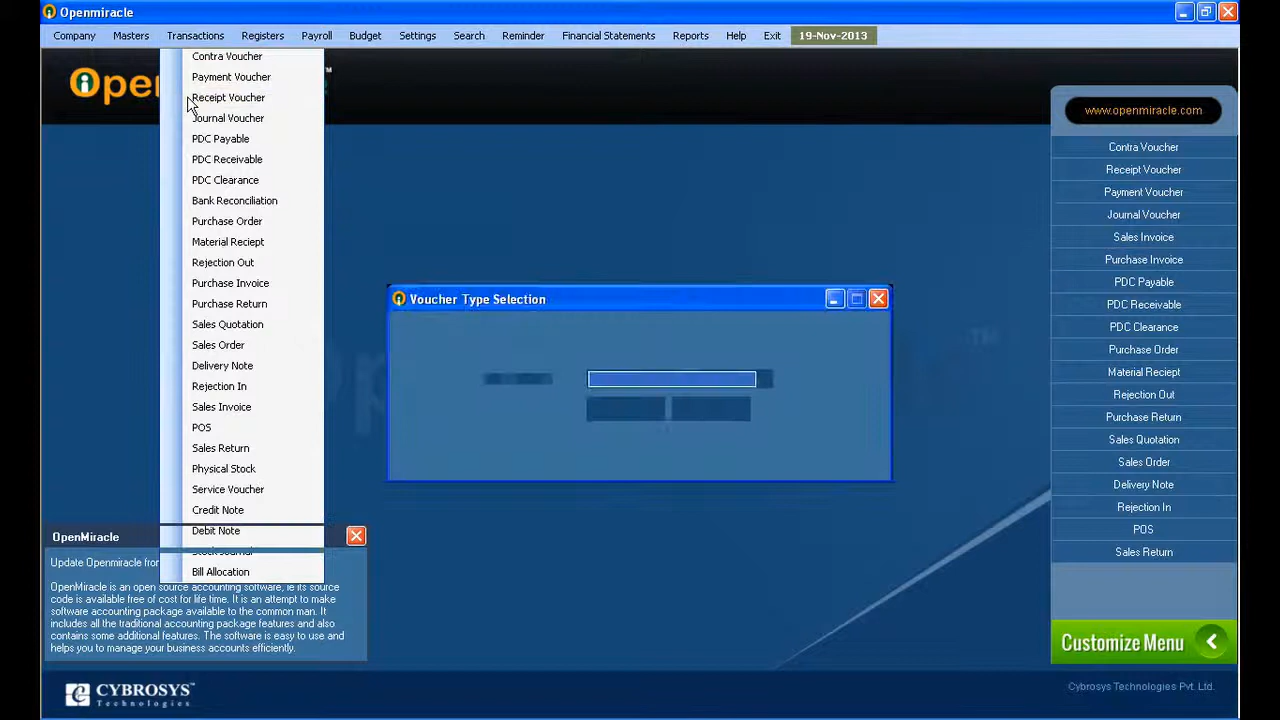 Openmiracle
Company Masters Transactions Registers Payroll Budget Settings Search Reminder Financial Statements Reports Help Exit 19-Nov-2013
Contra Voucher
Payment Voucher
Receipt Voucher
Journal Voucher
PDC Payable
PDC Receivable
PDC Clearance
Bank Reconciliation
Purchase Order
Material Reciept
Rejection Out
Purchase Invoice
Purchase Return
Sales Quotation
Sales Order
Delivery Note
Rejection In
Sales Invoice
POS
Sales Return
Physical Stock
Service Voucher
Credit Note
Debit Note
Stock Journal
Bill Allocation
TM
Voucher Type Selection
TM
www.openmiracle.com
Contra Voucher
Receipt Voucher
Payment Voucher
Journal Voucher
Sales Invoice
Purchase Invoice
PDC Payable
PDC Receivable
PDC Clearance
Purchase Order
Material Reciept
Rejection Out
Purchase Return
Sales Quotation
Sales Order
Delivery Note
Rejection In
POS
Sales Return
Customize Menu
OpenMiracle
Update Openmiracle from
OpenMiracle is an open source accounting software, ie its source
code is available free of cost for life time. It is an attempt to make
software accounting package available to the common man. It
includes all the traditional accounting package features and also
contains some additional features. The software is easy to use and
helps you to manage your business accounts efficiently.
CYBROSYS TM
Technologies
Cybrosys Technologies Pvt. Ltd.